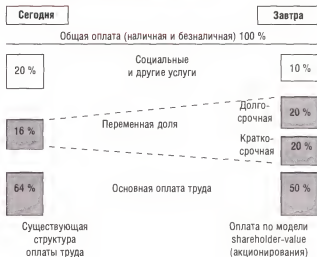 Сегодня
Завтра
Общая оплата (наличная и безналичная) 100 %
20 %
Социальные
и другие услуги
10 %
16 %
Переменная доля
Долго-
срочная
20 %
Кратко-
срочная
20 %
64 %
Основная оплата труда
50 %
Существующая
структура
оплаты труда
Оплата по модели
shareholder-value
(акционирования)